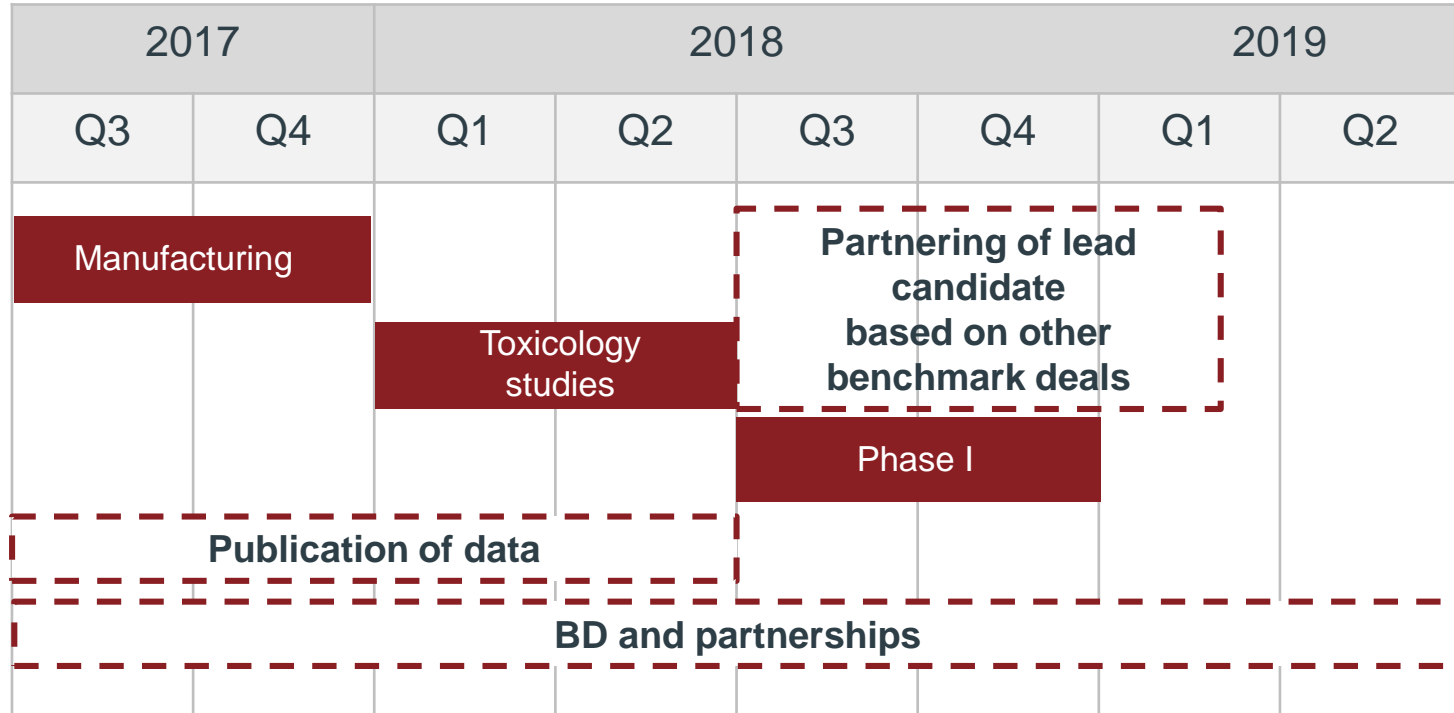 2017 2018 2019
Q3 Q4 Q1 Q2 Q3 Q4 Q1 Q2
Manufacturing
Partnering of lead
candidate
based on other
benchmark deals
Toxicology
studies
Phase I
Publication of data
BD and partnerships